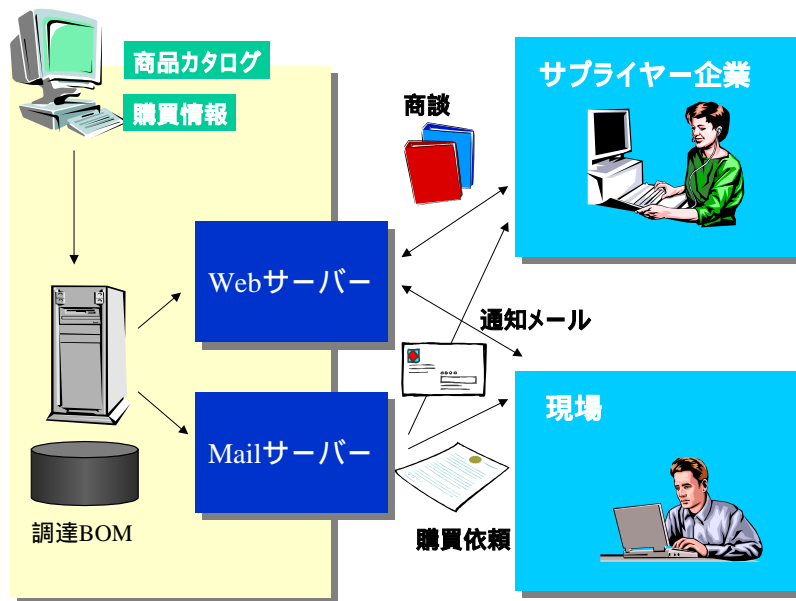 商品カタログ
購買情報
商談
サプライヤー企業
Webサーバー
通知メール
Mailサーバー
現場
調達BOM
購買依頼